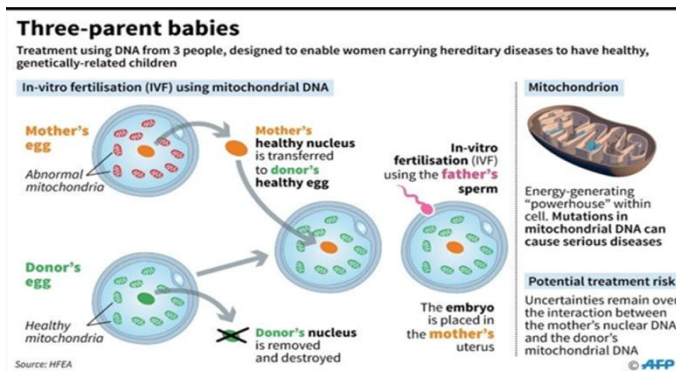 Three-parent babies
Treatment using DNA from 3 people, designed to enable women carrying hereditary diseases to have healthy,
genetically-related children
In-vitro fertilisation (IVF) using mitochondrial DNA
Mother's
egg
Abnormal
mitochondria
Mother's
healthy nucleus
is transferred
to donor's
healthy egg
Donor's
egg
Healthy
mitochondria
Donor's nucleus
is removed
and destroyed
In-vitro
fertilisation (IVF)
using the father's
sperm
The embryo
is placed in
the mother's
uterus
Mitochondrion
Energy-generating
"powerhouse" within
cell. Mutations in
mitochondrial DNA can
cause serious diseases
Potential treatment risk
Uncertainties remain over
the interaction between
the mother's nuclear DNA
and the donor's
mitochondrial DNA
Source: HFEA
© AFP